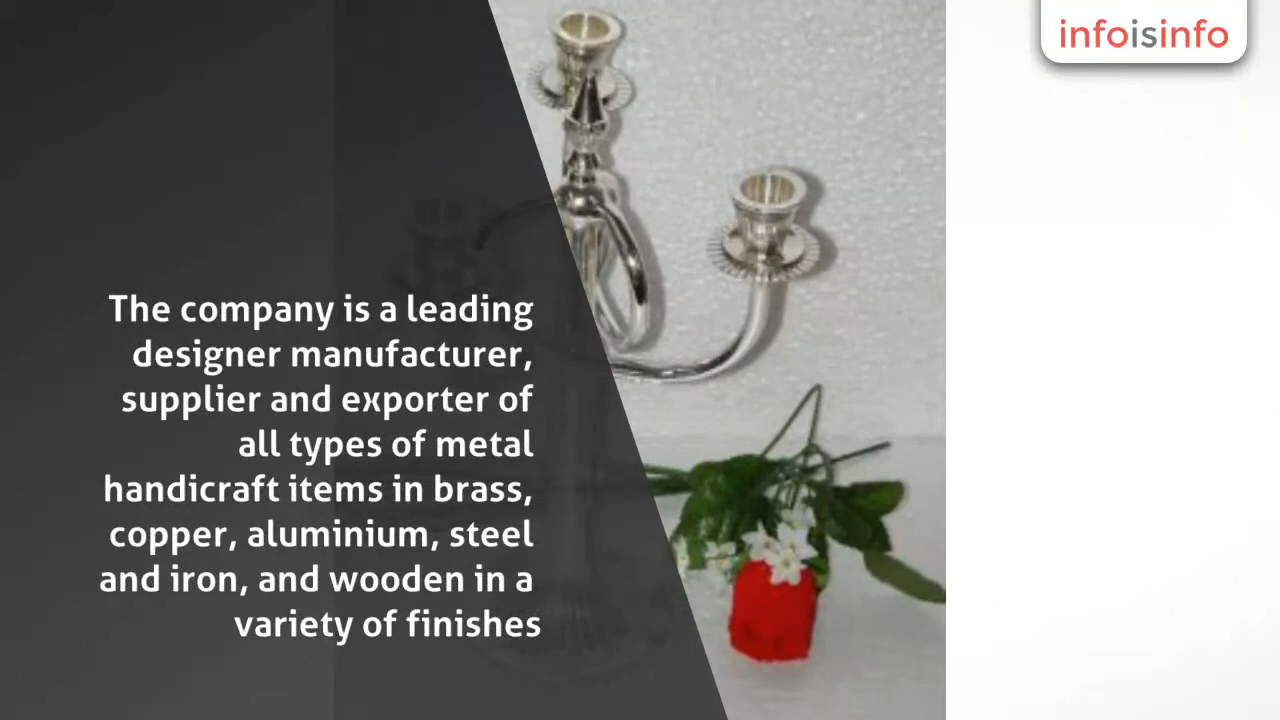 infoisinfo
The company is a leading
designer manufacturer,
supplier and exporter of
all types of metal
handicraft items in brass,
copper, aluminium, steel
and iron, and wooden in a
variety of finishes